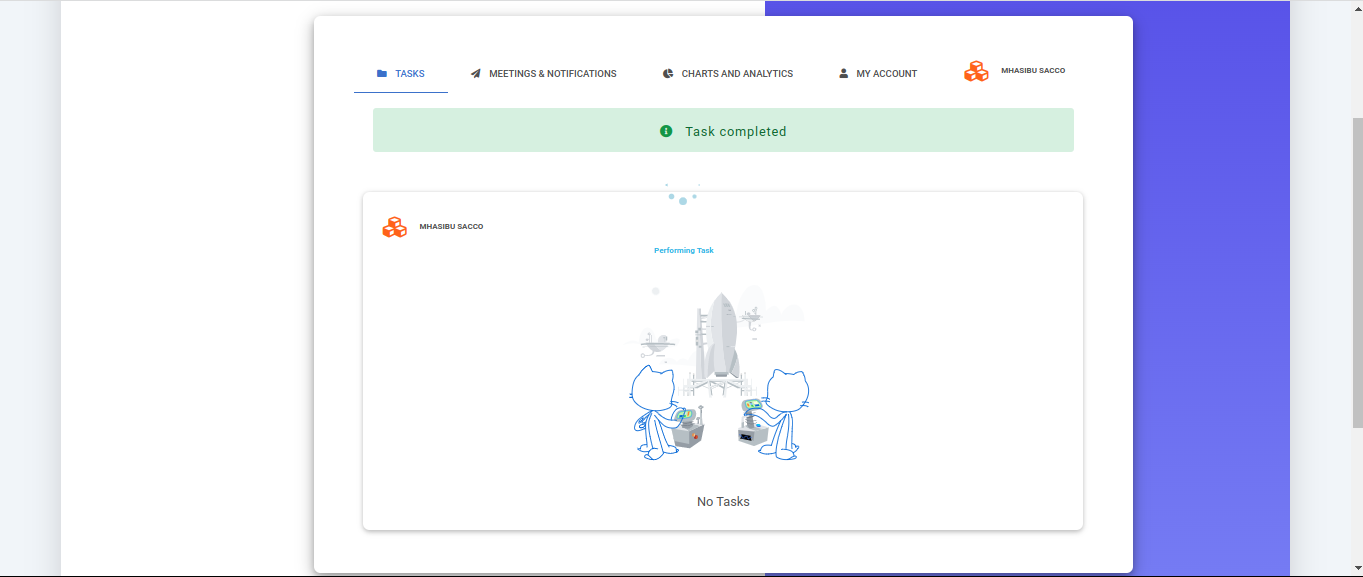 TASKS
MEETINGS & NOTIFICATIONS
CHARTS AND ANALYTICS
MY ACCOUNT
MHASIBU SACCO
Task completed
MHASIBU SACCO
Performing Task
No Tasks